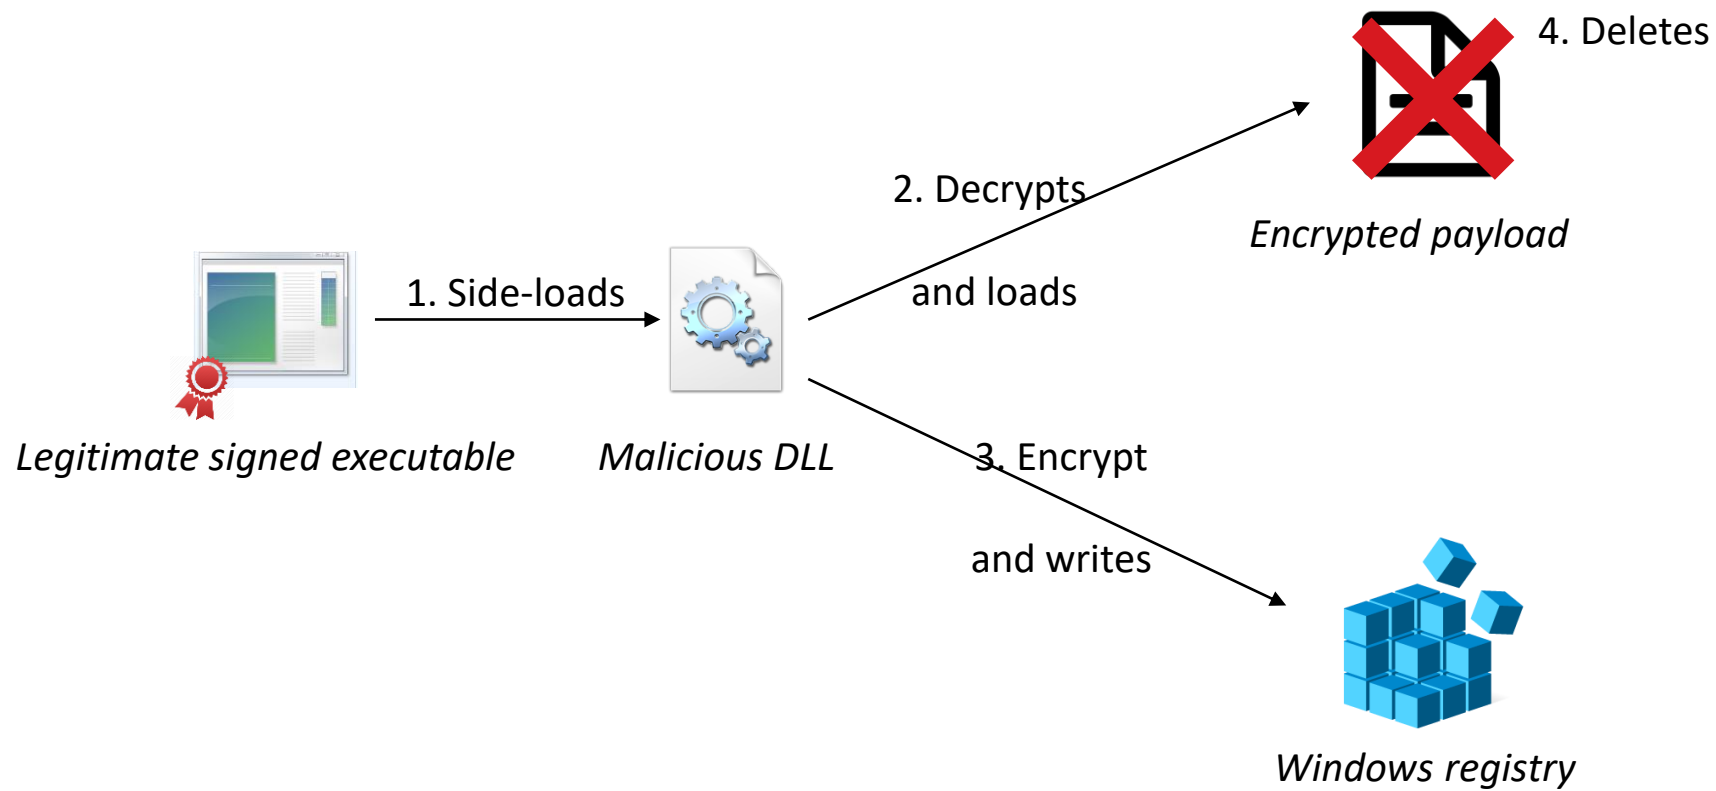 4. Deletes
2. Decrypts
Encrypted payload
1. Side-loads
and loads
Legitimate signed executable
Malicious DLL
3. Encrypt
and writes
Windows registry